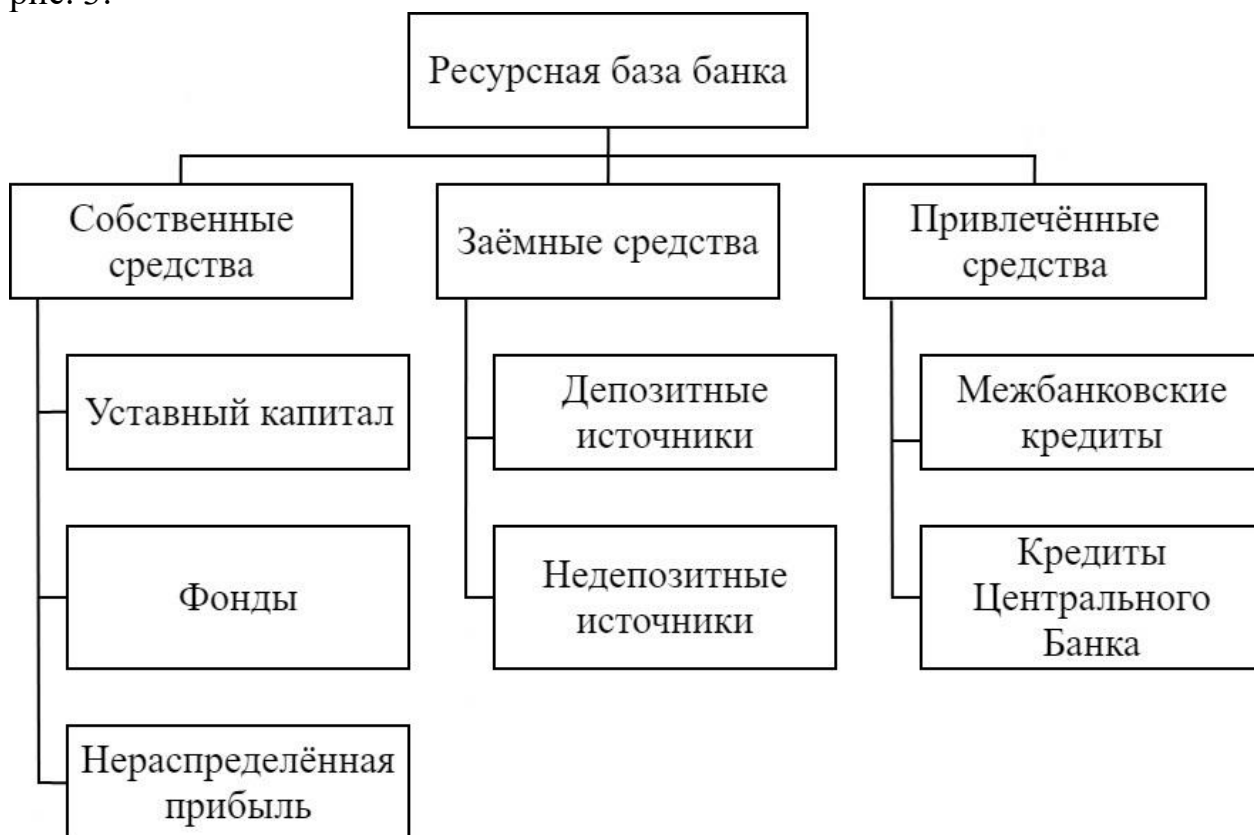 рис. 3.
Ресурсная база банка
Собственные
средства
Заёмные средства
Привлечённые
средства
Уставный капитал
Депозитные
источники
Межбанковские
кредиты
Фонды
Недепозитные
источники
Кредиты
Центрального
Банка
Нераспределённая
прибыль